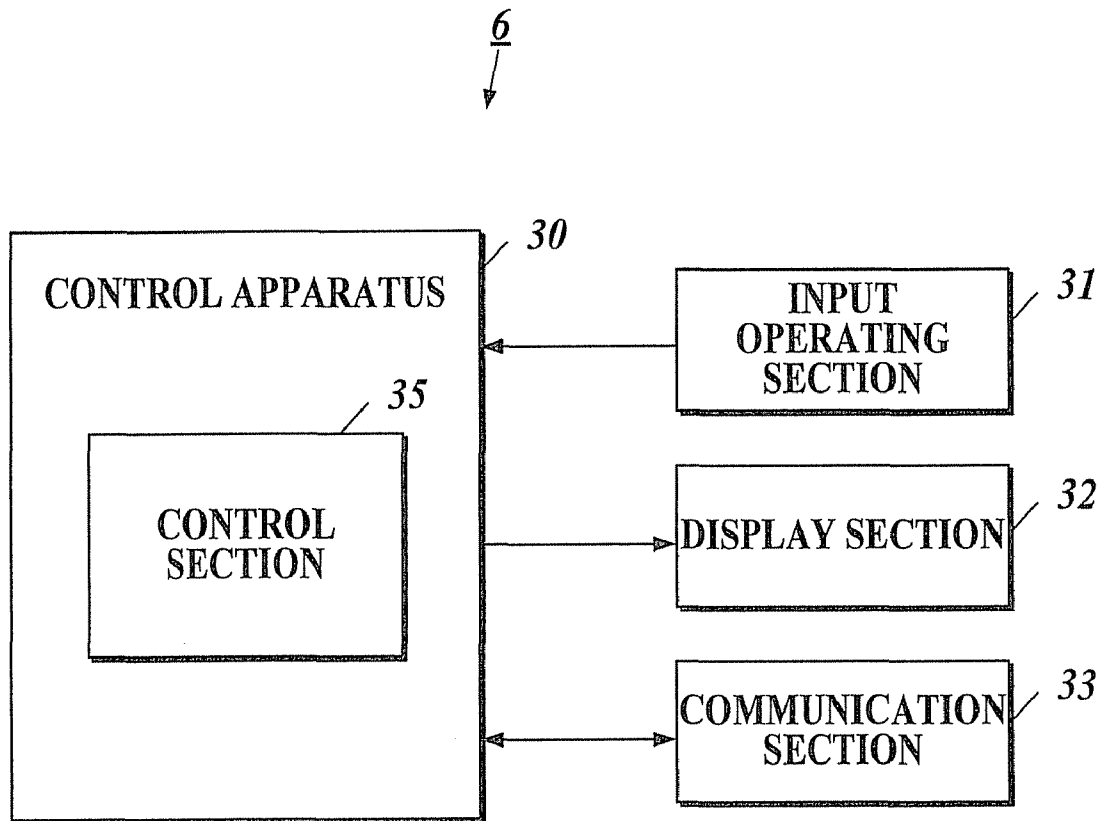 6
30
CONTROL APPARATUS
35
CONTROL
SECTION
31
INPUT
OPERATING
SECTION
32
DISPLAY SECTION
33
COMMUNICATION
SECTION